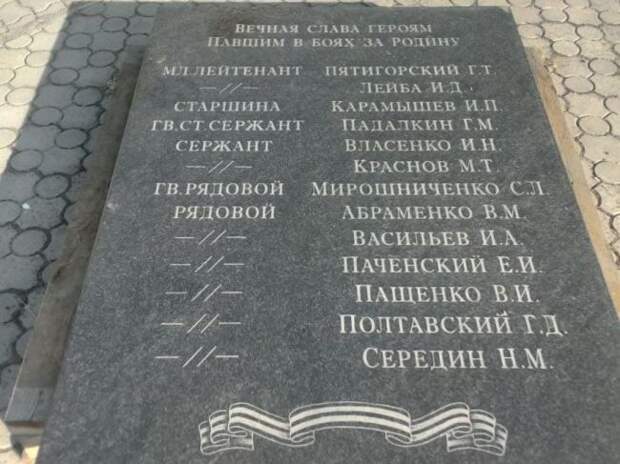 Вечная слава героям
Павшим в боях за Родину
мл.лейтенант Пятигорский Г.Т.
—//— Лейба И.Д.
старшина Карамышев И.П.
гв.ст.сержант Падалкин Г.М.
сержант Власенко И.Н.
—//— Краснов М.Т.
гв.рядовой Мирошниченко С.Л.
рядовой Абраменко В.М.
—//— Васильев И.А.
—//— Паченский Е.И.
—//— Пащенко В.И.
—//— Полтавский Г.Д.
—//— Середин Н.М.